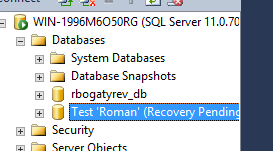 WIN-1996M6O50RG (SQL Server 11.0.70
Databases
System Databases
Database Snapshots
rbogatyrev_db
Test 'Roman' (Recovery Pending
Security
Server Objects